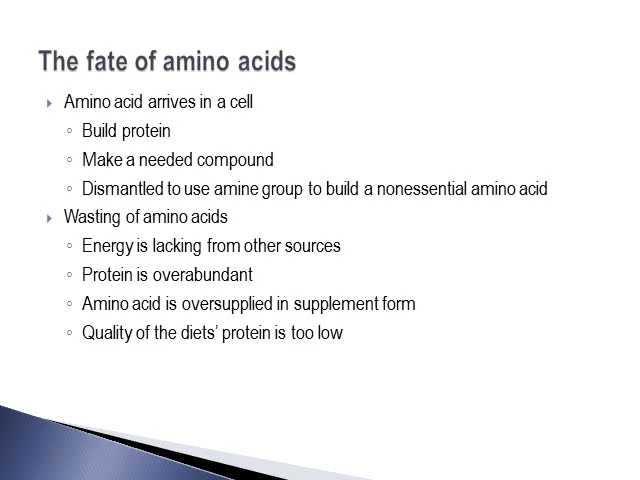 The fate of amino acids
Amino acid arrives in a cell
Build protein
Make a needed compound
Dismantled to use amine group to build a nonessential amino acid
Wasting of amino acids
Energy is lacking from other sources
Protein is overabundant
Amino acid is oversupplied in supplement form
Quality of the diets’ protein is too low